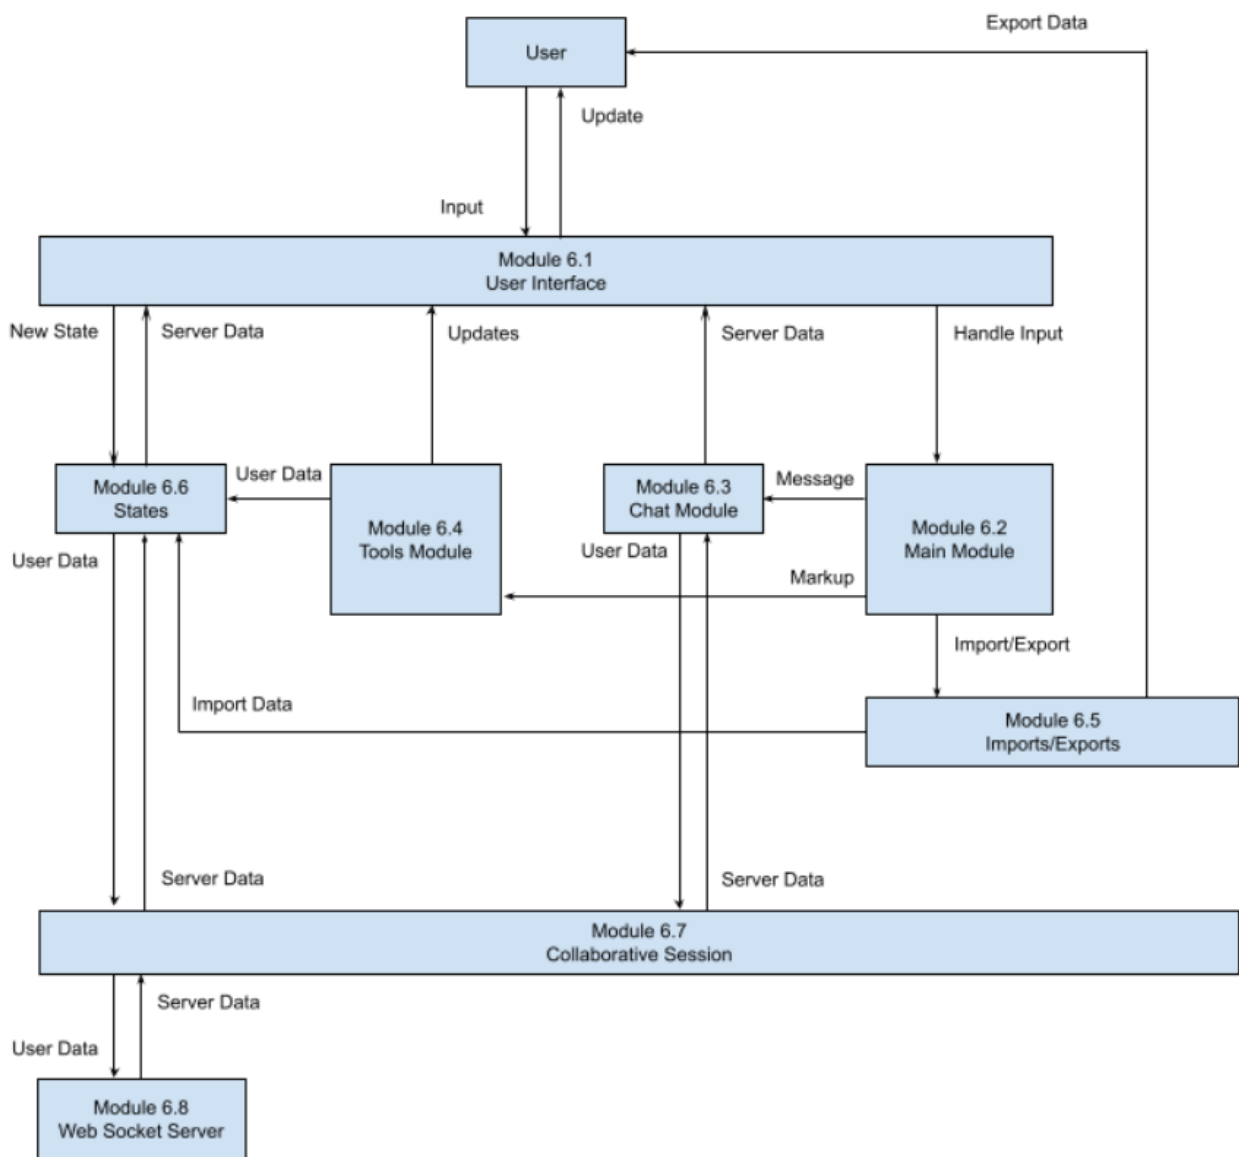 Export Data
User
Update
Input
Module 6.1
User Interface
New State
Server Data
Updates
Server Data
Handle Input
User Data
Message
Module 6.6
States
Module 6.4
Tools Module
Module 6.3
Chat Module
Module 6.2
Main Module
User Data
User Data
Markup
Import/Export
Import Data
Module 6.5
Imports/Exports
Server Data
Server Data
Module 6.7
Collaborative Session
Server Data
User Data
Module 6.8
Web Socket Server